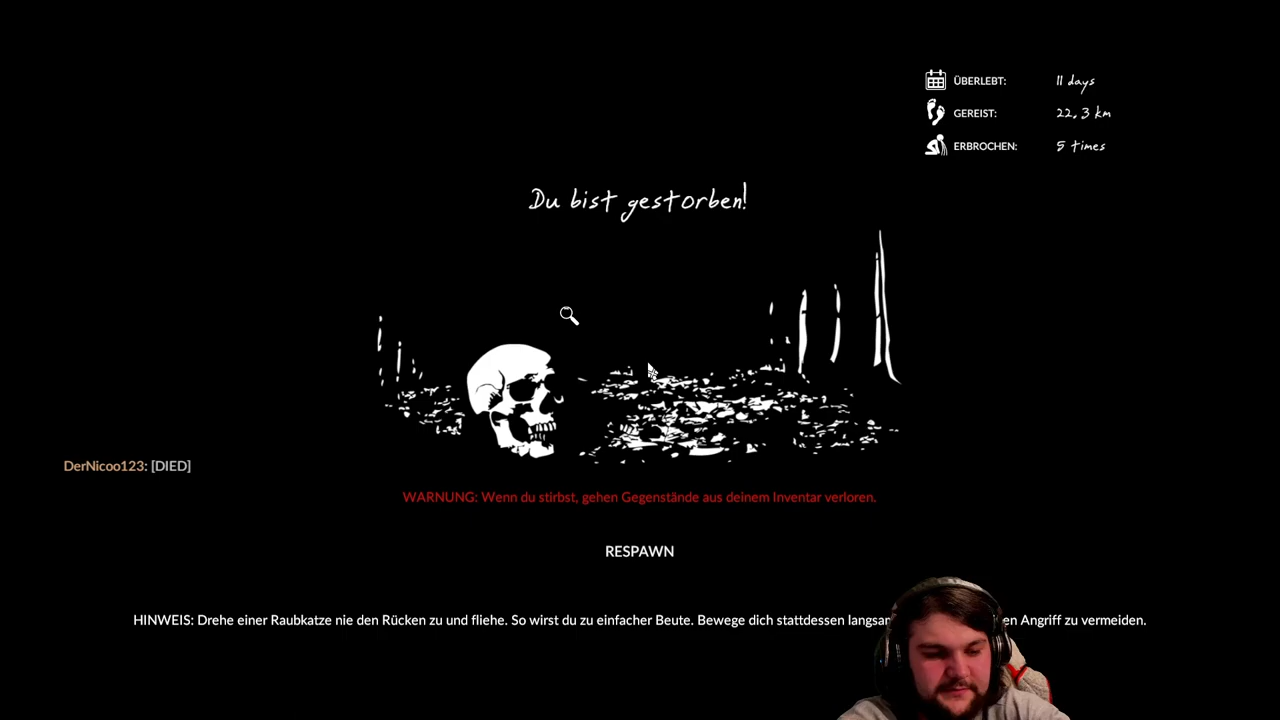 ÜBERLEBT: 11 days
GEREIST: 22.3 km
ERBROCHEN: 5 times
Du bist gestorben!
DerNicoo123: [DIED]
WARNUNG: Wenn du stirbst, gehen Gegenstände aus deinem Inventar verloren.
RESPAWN
HINWEIS: Drehe einer Raubkatze nie den Rücken zu und fliehe. So wirst du zu einfacher Beute. Bewege dich stattdessen Angriff zu vermeiden.